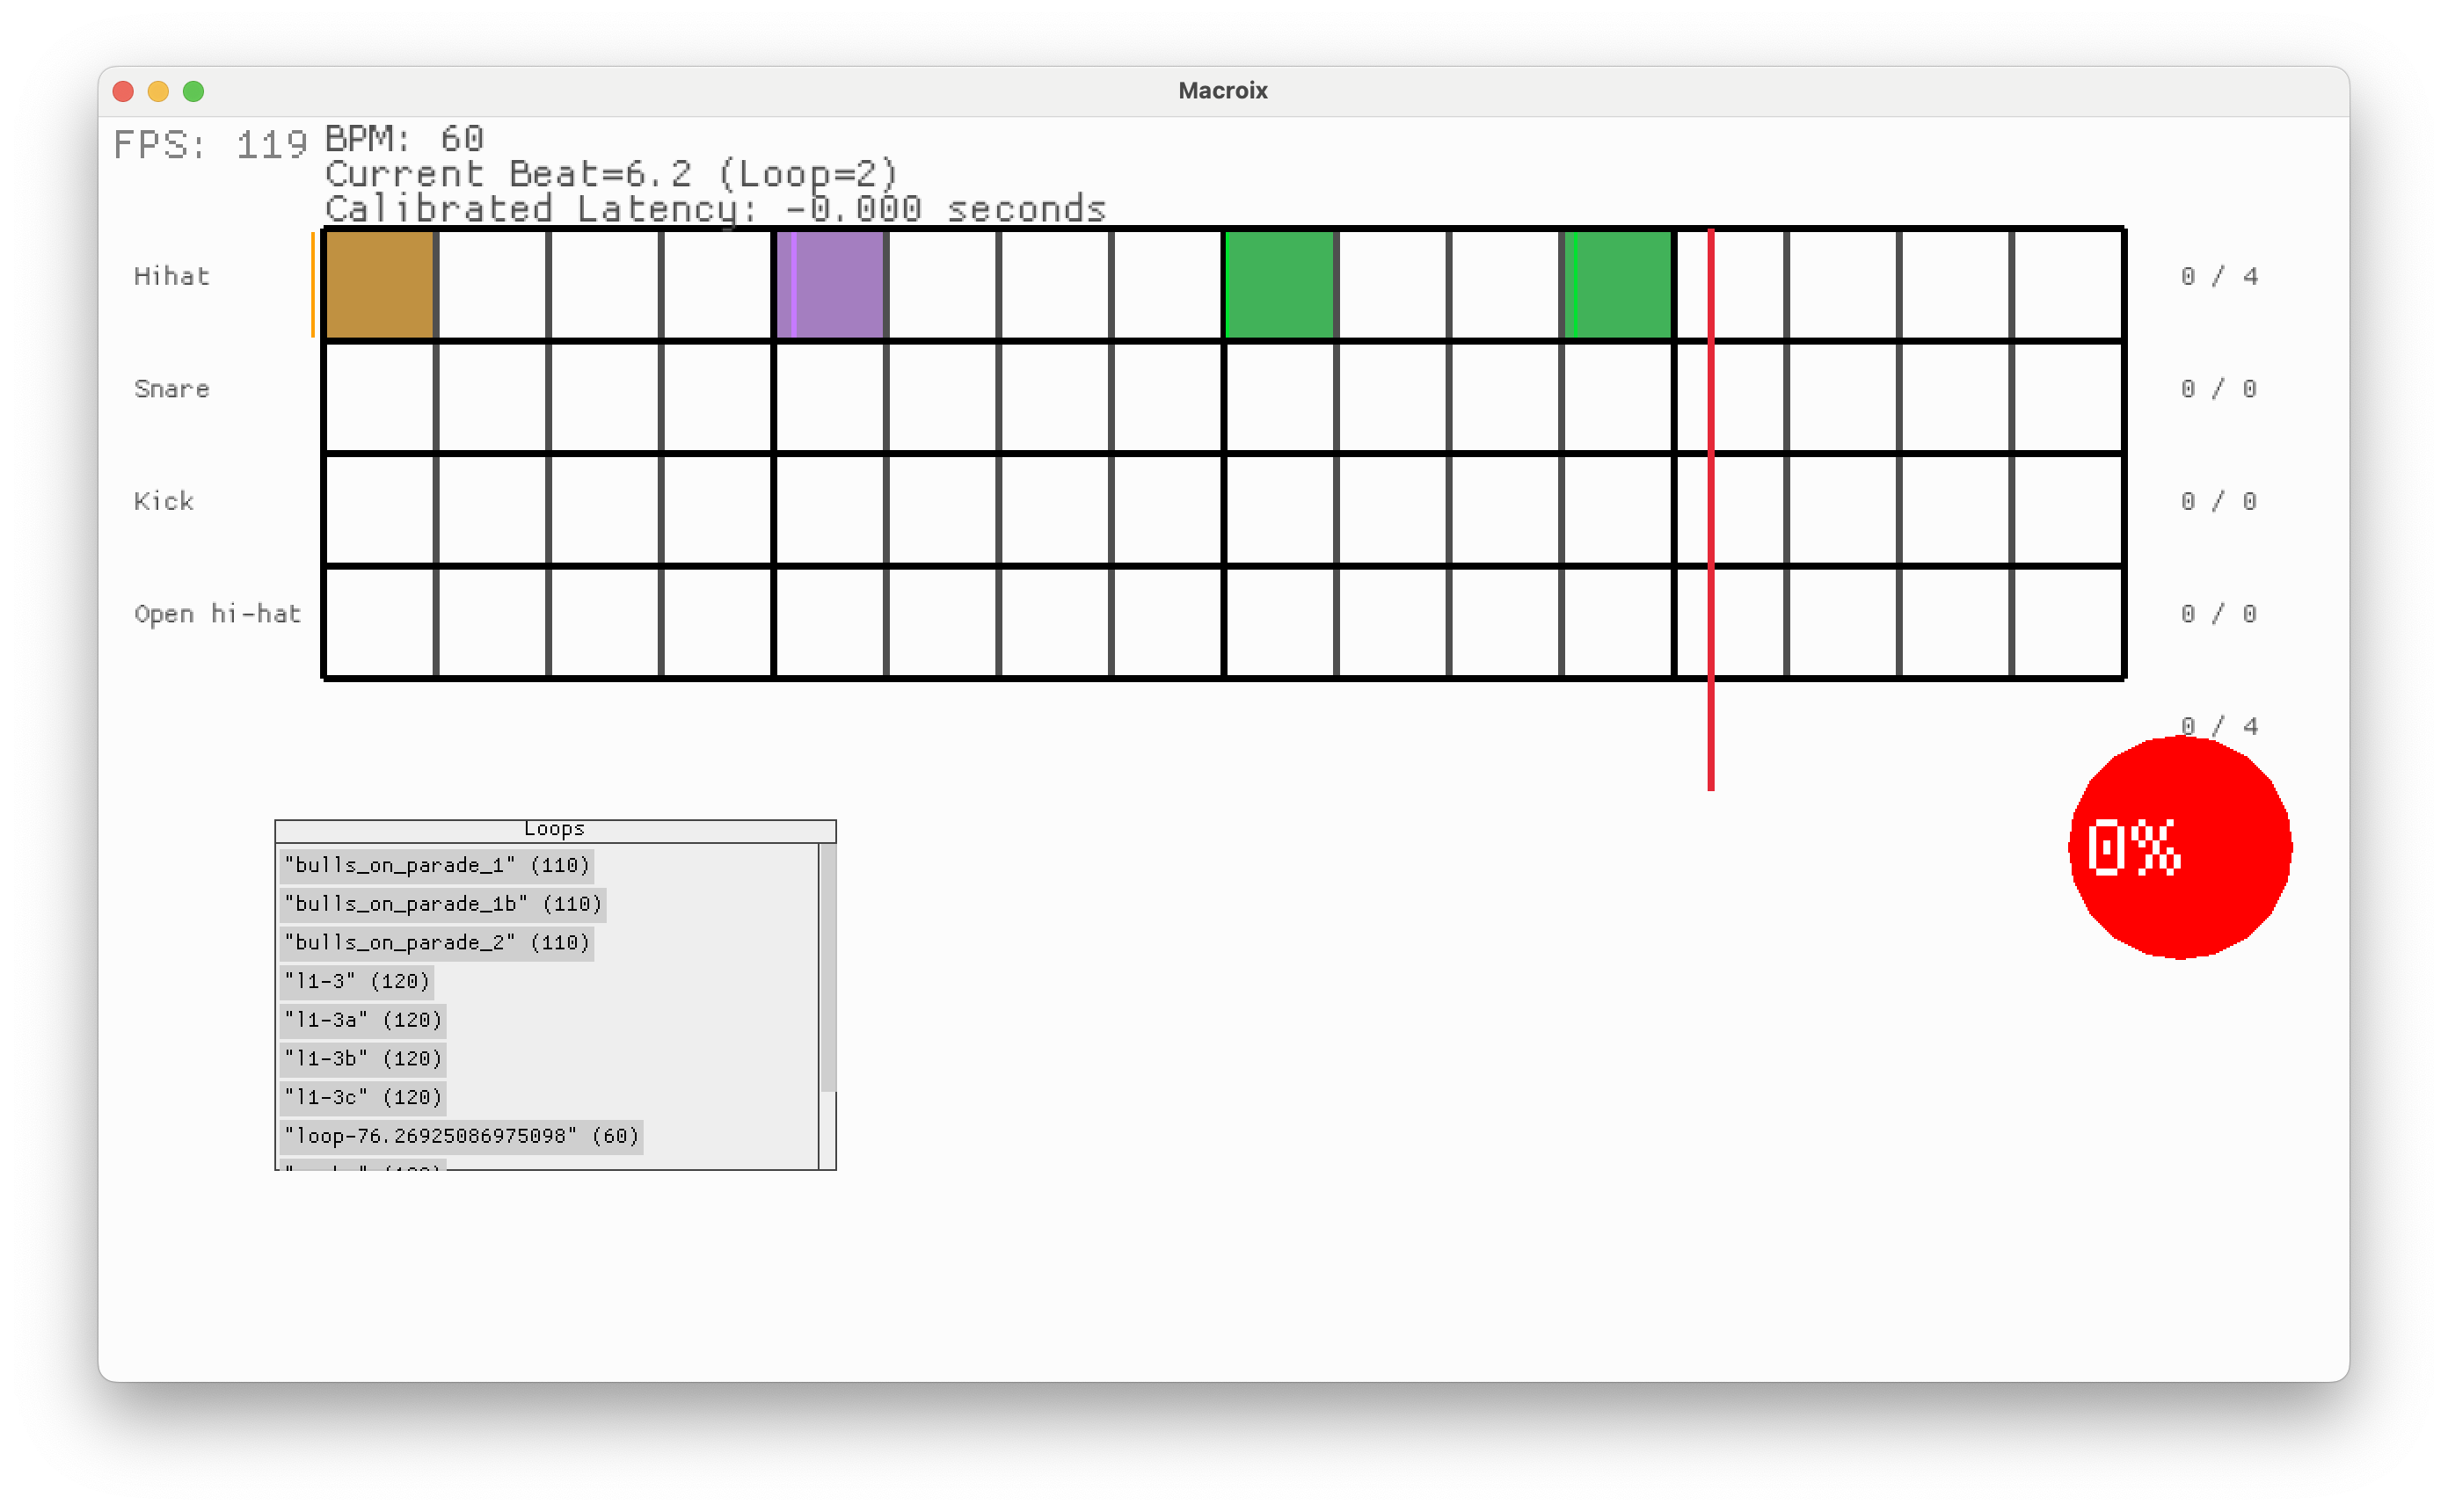 Macroix
FPS: 119
BPM: 60
Current Beat=6.2 (Loop=2)
Calibrated Latency: -0.000 seconds
Hihat
0 / 4
Snare
0 / 0
Kick
0 / 0
Open hi-hat
0 / 0
0 / 4
0%
Loops
"bulls_on_parade_1" (110)
"bulls_on_parade_1b" (110)
"bulls_on_parade_2" (110)
"l1-3" (120)
"l1-3a" (120)
"l1-3b" (120)
"l1-3c" (120)
"loop-76.26925086975098" (60)